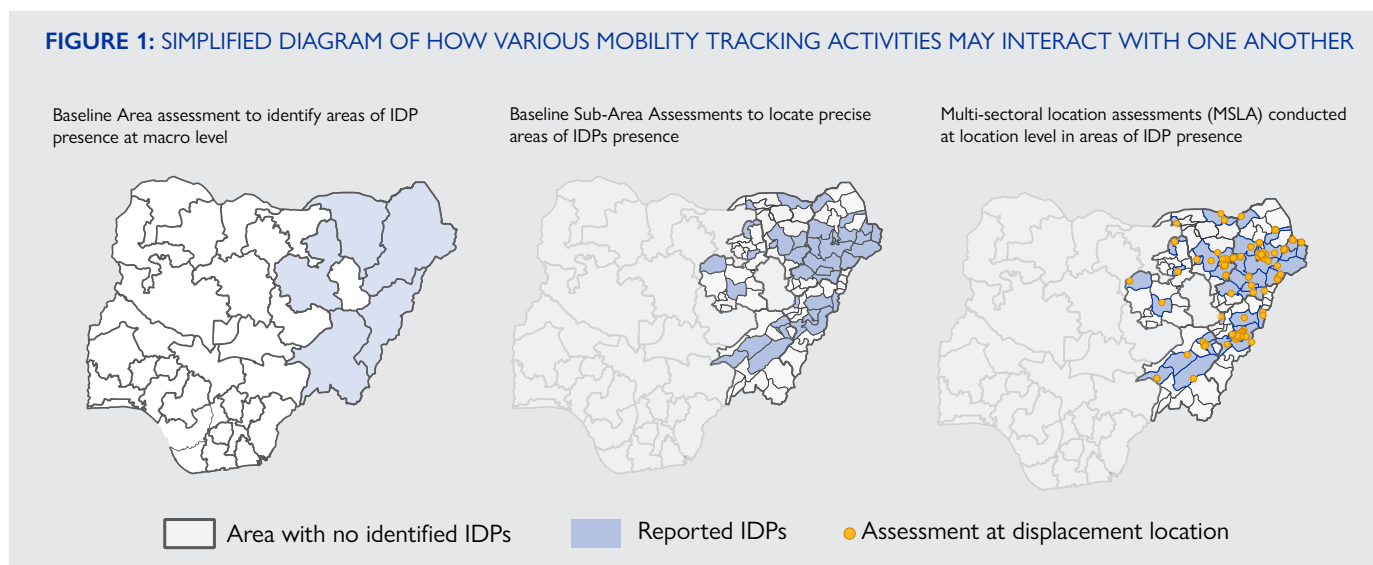 FIGURE 1: SIMPLIFIED DIAGRAM OF HOW VARIOUS MOBILITY TRACKING ACTIVITIES MAY INTERACT WITH ONE ANOTHER
Baseline Area assessment to identify areas of IDP
presence at macro level
Baseline Sub-Area Assessments to locate precise
areas of IDPs presence
Multi-sectoral location assessments (MSLA) conducted
at location level in areas of IDP presence
Area with no identified IDPs
Reported IDPs
Assessment at displacement location